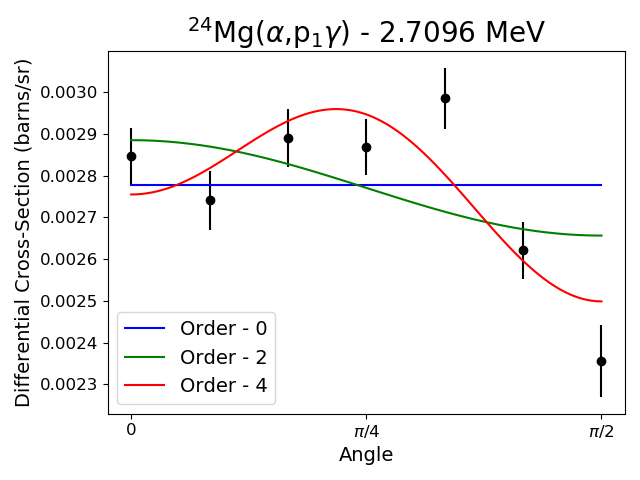 ²⁴Mg(α,p₁γ) - 2.7096 MeV
Differential Cross-Section (barns/sr)
0.0030
0.0029
0.0028
0.0027
0.0026
0.0025
0.0024
0.0023
Order - 0
Order - 2
Order - 4
0 π/4 π/2
Angle